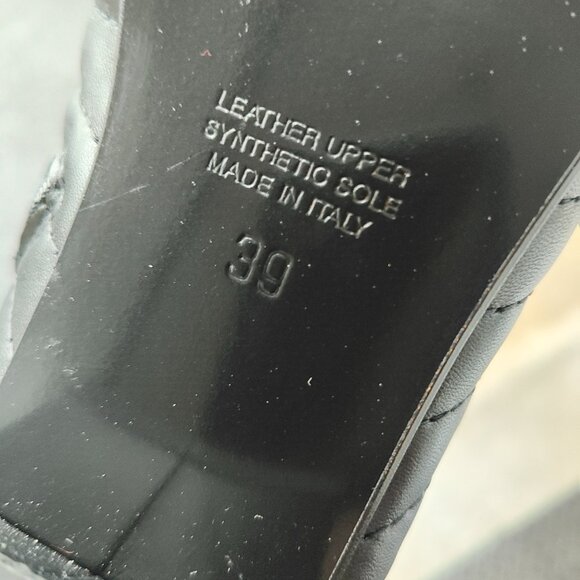 LEATHER UPPER
SYNTHETIC SOLE
MADE IN ITALY
39